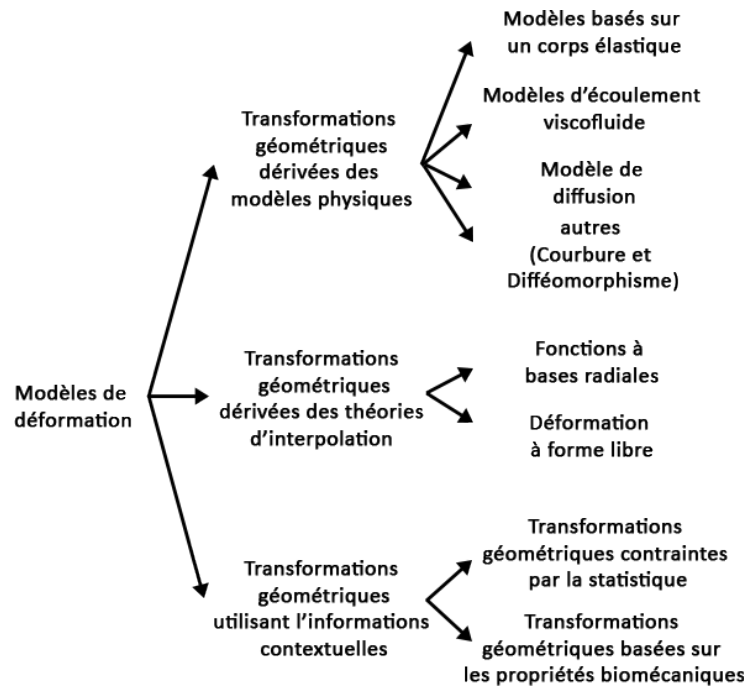 Modèles de
déformation
Transformations
géométriques
dérivées des
modèles physiques
Modèles basés sur
un corps élastique
Modèles d'écoulement
viscofluide
Modèle de
diffusion
autres
(Courbure et
Difféomorphisme)
Transformations
géométriques
dérivées des théories
d'interpolation
Fonctions à
bases radiales
Déformation
à forme libre
Transformations
géométriques
utilisant l'informations
contextuelles
Transformations
géométriques contraintes
par la statistique
Transformations
géométriques basées sur
les propriétés biomécaniques